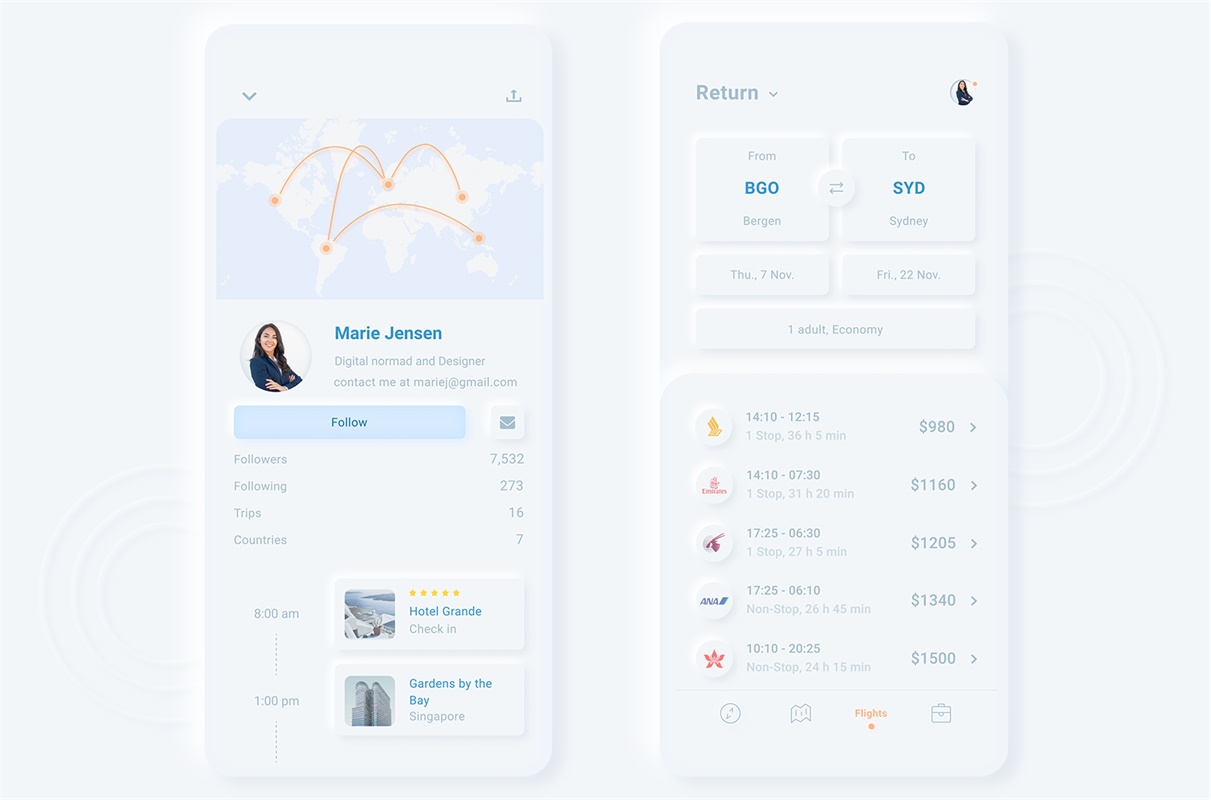 Marie Jensen
Digital normad and Designer
contact me at mariej@gmail.com
Follow
Followers 7,532
Following 273
Trips 16
Countries 7
8:00 am
Hotel Grande
Check in
1:00 pm
Gardens by the
Bay
Singapore
Return
From
BGO
Bergen
To
SYD
Sydney
Thu., 7 Nov.
Fri., 22 Nov.
1 adult, Economy
14:10 - 12:15
1 Stop, 36 h 5 min
$980
Emirates
14:10 - 07:30
1 Stop, 31 h 20 min
$1160
17:25 - 06:30
1 Stop, 27 h 5 min
$1205
ANA
17:25 - 06:10
Non-Stop, 26 h 45 min
$1340
10:10 - 20:25
Non-Stop, 24 h 15 min
$1500
Flights